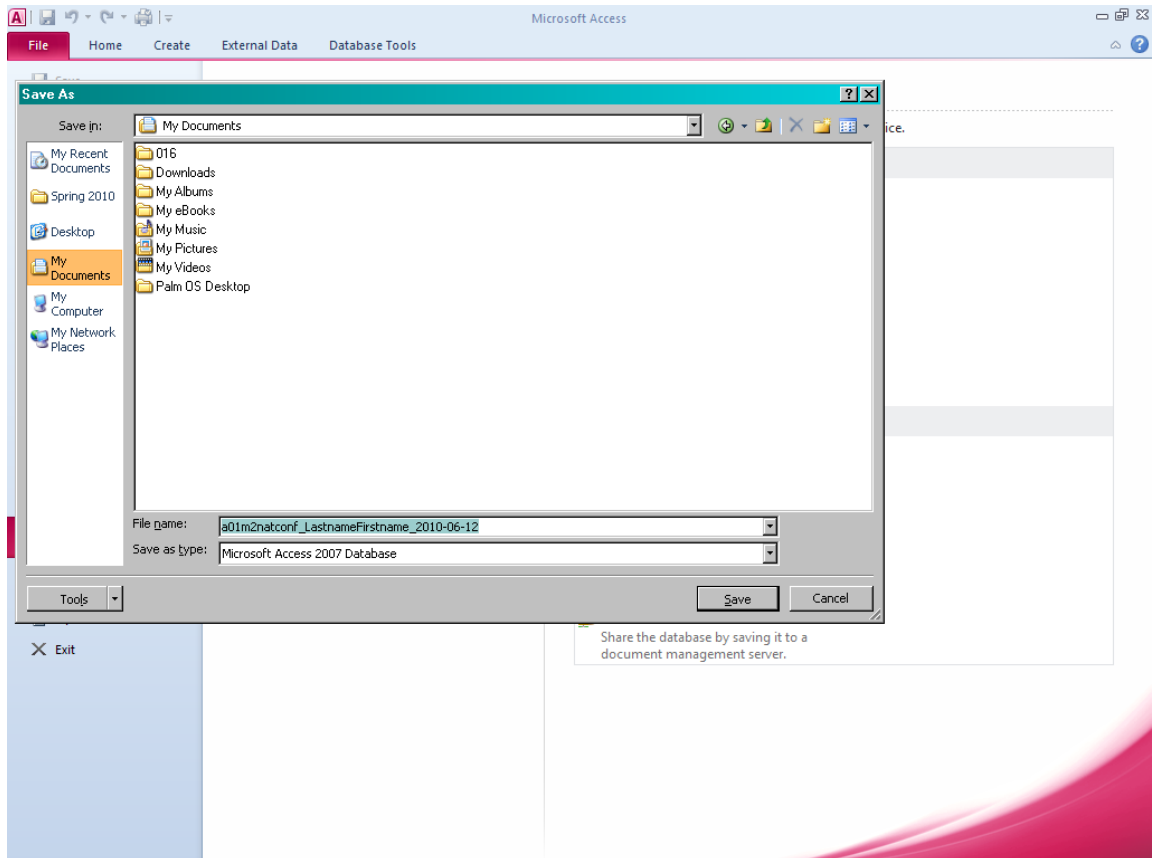 Microsoft Access
File Home Create External Data Database Tools
Save As
Save in: My Documents
ice.
My Recent
Documents
Spring 2010
Desktop
My
Documents
My
Computer
My Network
Places
016
Downloads
My Albums
My eBooks
My Music
My Pictures
My Videos
Palm OS Desktop
File name: a01m2natconf_LastnameFirstname_2010-06-12
Save as type: Microsoft Access 2007 Database
Tools Save Cancel
Exit
Share the database by saving it to a
document management server.